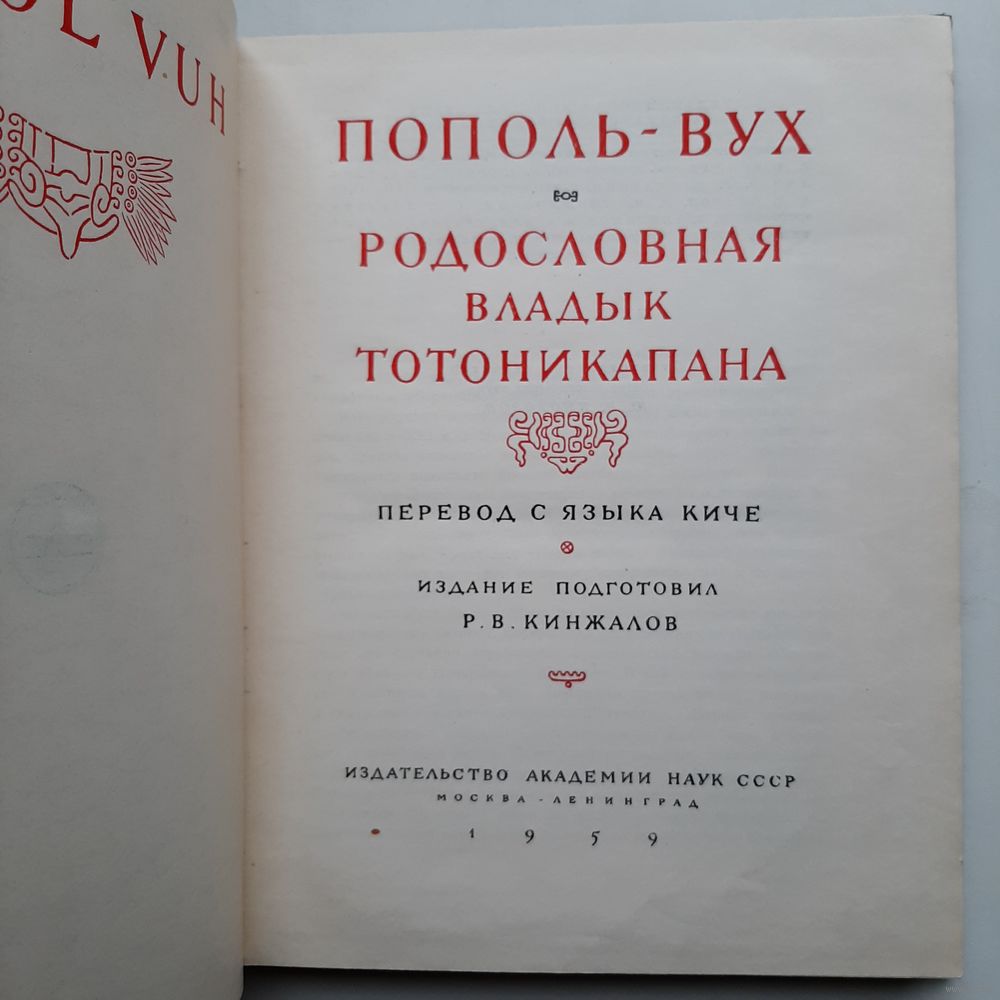 VUH
ПОПОЛЬ-ВУХ
РОДОСЛОВНАЯ
ВЛАДЫК
ТОТОНИКАПАНА
ПЕРЕВОД С ЯЗЫКА КИЧЕ
ИЗДАНИЕ ПОДГОТОВИЛ
Р. В. КИНЖАЛОВ
ИЗДАТЕЛЬСТВО АКАДЕМИИ НАУК СССР
МОСКВА - ЛЕНИНГРАД
1959